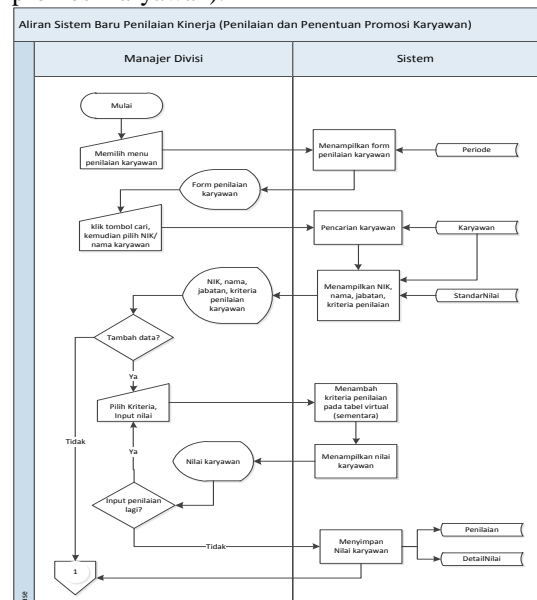 Aliran Sistem Baru Penilaian Kinerja (Penilaian dan Penentuan Promosi Karyawan)
Manajer Divisi
Sistem
Mulai
Memilih menu
penilaian karyawan
Menampilkan form
penilaian karyawan
Periode
Form penilaian
karyawan
klik tombol cari,
kemudian pilih NIK/
nama karyawan
Pencarian karyawan
Karyawan
NIK, nama,
jabatan, kriteria
penilaian
karyawan
Menampilkan NIK,
nama, jabatan,
kriteria penilaian
StandarNilai
Tambah data?
Ya
Pilih Kriteria,
Input nilai
Menambah
kriteria penilaian
pada tabel virtual
(sementara)
Tidak
Ya
Nilai karyawan
Menampilkan nilai
karyawan
Input penilaian
lagi?
Tidak
Menyimpan
Nilai karyawan
Penilaian
DetailNilai
1